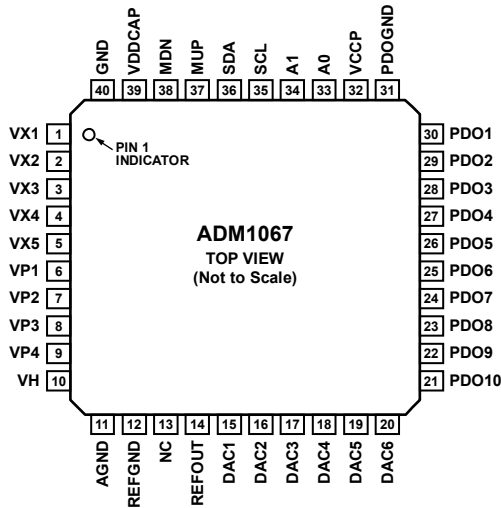 GND
VDDCAP
MDN
MUP
SDA
SCL
A1
A0
VCCP
PDOGND
40
39
38
37
36
35
34
33
32
31
VX1 1
VX2 2
VX3 3
VX4 4
VX5 5
VP1 6
VP2 7
VP3 8
VP4 9
VH 10
PIN 1
INDICATOR
ADM1067
TOP VIEW
(Not to Scale)
30 PDO1
29 PDO2
28 PDO3
27 PDO4
26 PDO5
25 PDO6
24 PDO7
23 PDO8
22 PDO9
21 PDO10
11
12
13
14
15
16
17
18
19
20
AGND
REFGND
NC
REFOUT
DAC1
DAC2
DAC3
DAC4
DAC5
DAC6